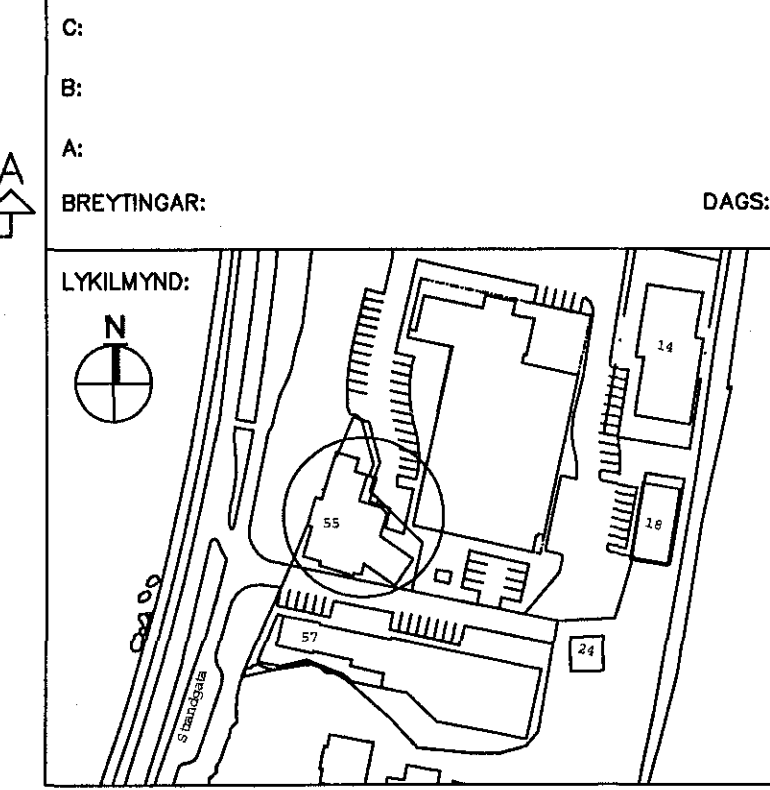 C:
B:
A:
A
BREYTINGAR: DAGS:
LYKILMYND:
N
14
55
18
57
24
Strandgata